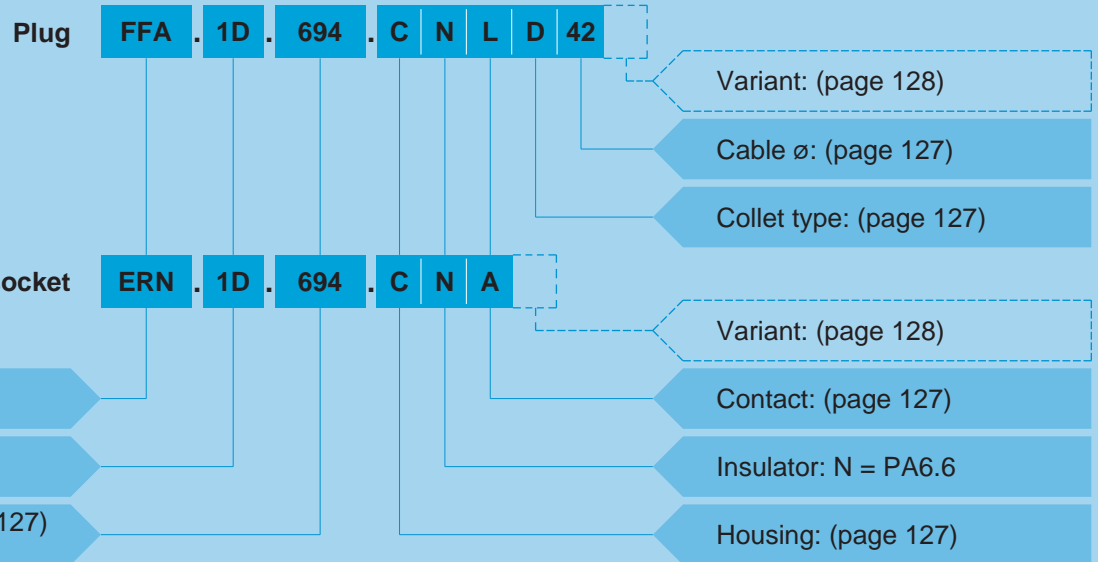 Plug FFA . 1D . 694 . C N L D 42
Variant: (page 128)
Cable ø: (page 127)
Collet type: (page 127)
ocket ERN . 1D . 694 . C N A
Variant: (page 128)
Contact: (page 127)
Insulator: N = PA6.6
127)
Housing: (page 127)